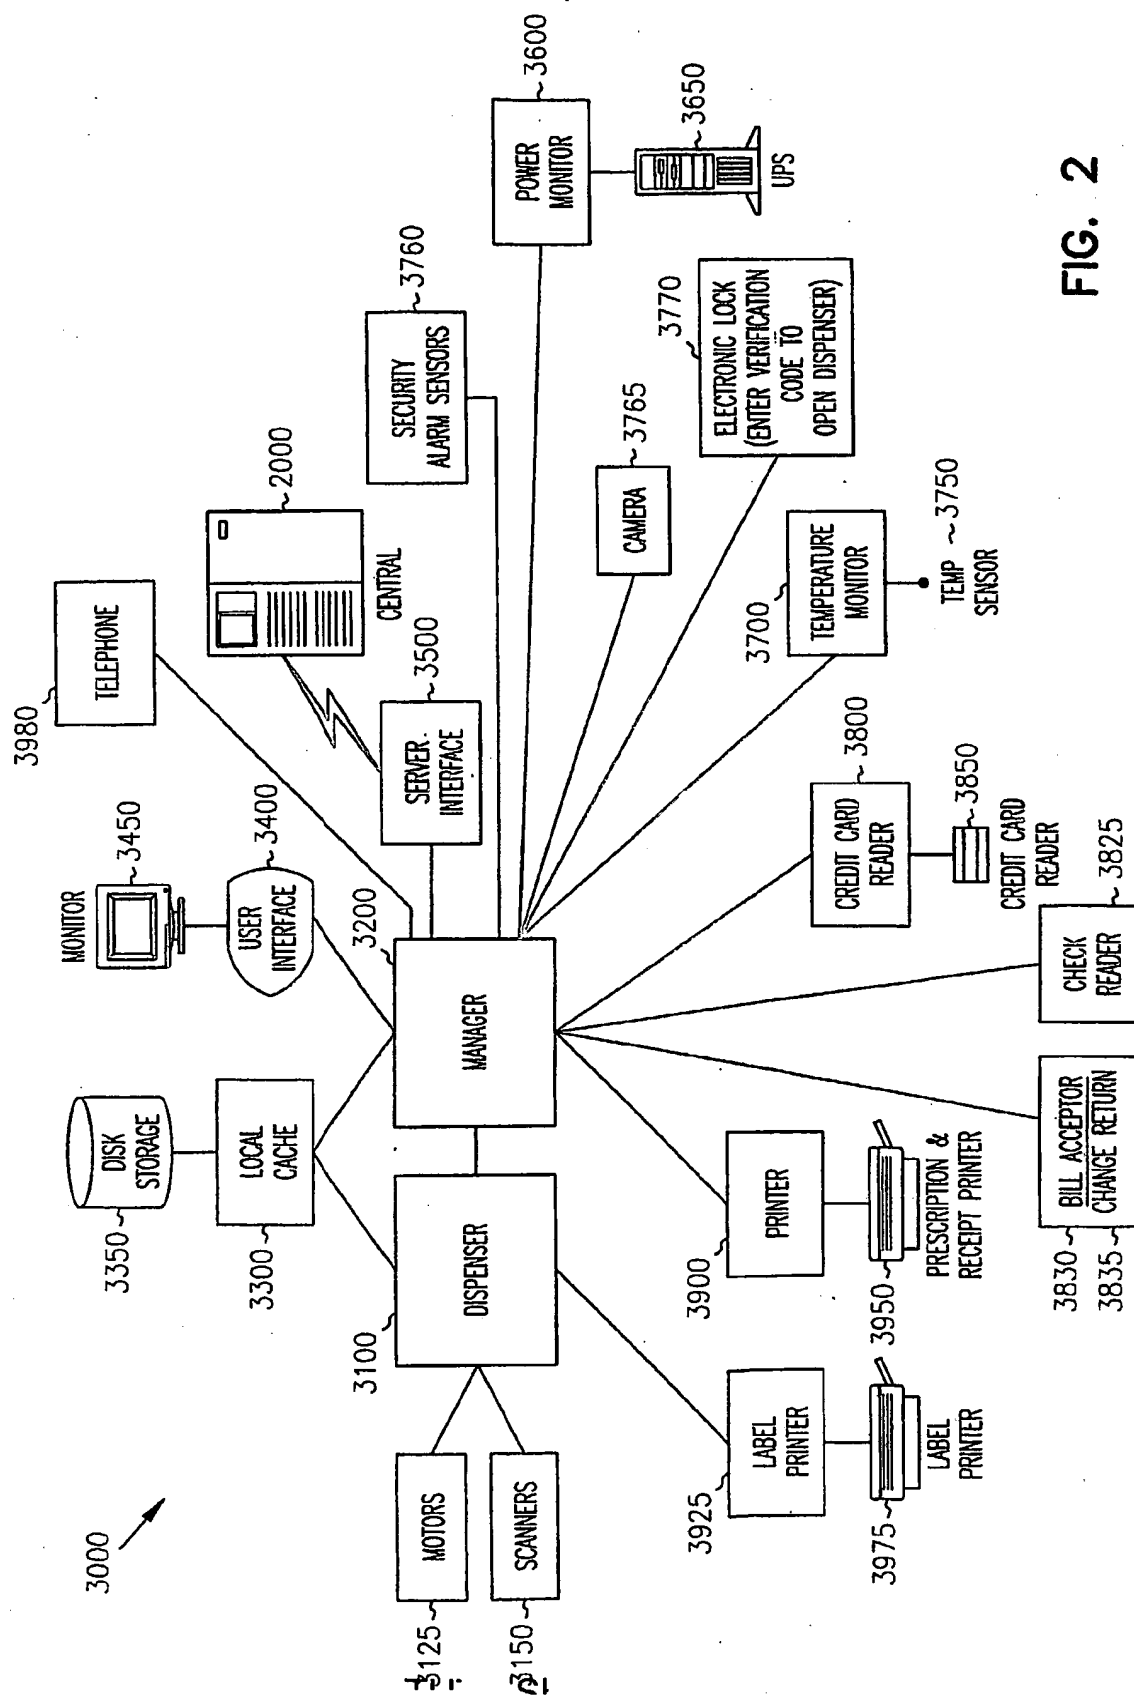 3000
MOTORS
3125
SCANNERS
3150
DISPENSER
3100
DISK
STORAGE
3350
LOCAL
CACHE
3300
MONITOR
3450
USER
INTERFACE
3400
MANAGER
3200
TELEPHONE
3980
CENTRAL
2000
SERVER
INTERFACE
3500
SECURITY
ALARM SENSORS
3760
POWER
MONITOR
3600
UPS
3650
CAMERA
3765
ELECTRONIC LOCK
(ENTER VERIFICATION
CODE TO
OPEN DISPENSER)
3770
TEMPERATURE
MONITOR
3700
TEMP
SENSOR
3750
CREDIT CARD
READER
3800
CREDIT CARD
READER
3850
CHECK
READER
3825
BILL ACCEPTOR
CHANGE RETURN
3830
3835
PRINTER
3900
PRESCRIPTION &
RECEIPT PRINTER
3950
LABEL
PRINTER
3925
LABEL
PRINTER
3975
FIG. 2